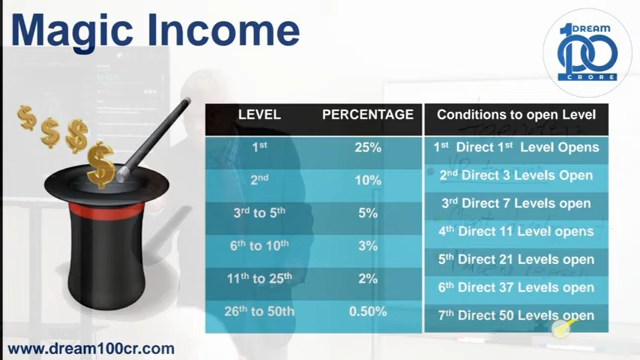 Magic Income
1 DREAM
00
CRORE
LEVEL PERCENTAGE Conditions to open Level
1st 25% 1st Direct 1st Level Opens
2nd 10% 2nd Direct 3 Levels Open
3rd to 5th 5% 3rd Direct 7 Levels open
6th to 10th 3% 4th Direct 11 Level opens
11th to 25th 2% 5th Direct 21 Levels open
26th to 50th 0.50% 6th Direct 37 Levels open
7th Direct 50 Levels open
www.dream100cr.com